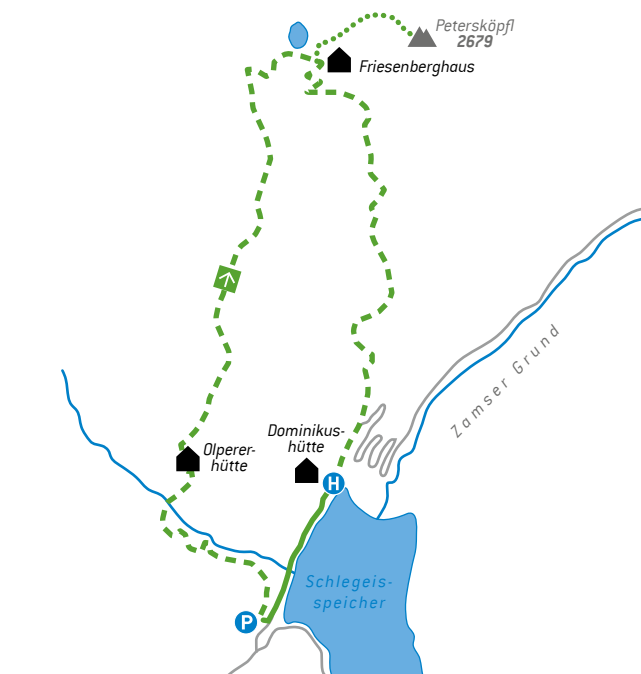 Petersköpfl
2679
Friesenberghaus
Zamser Grund
Dominikus-
hütte
Olperer-
hütte
H
Schlegeis-
speicher
P